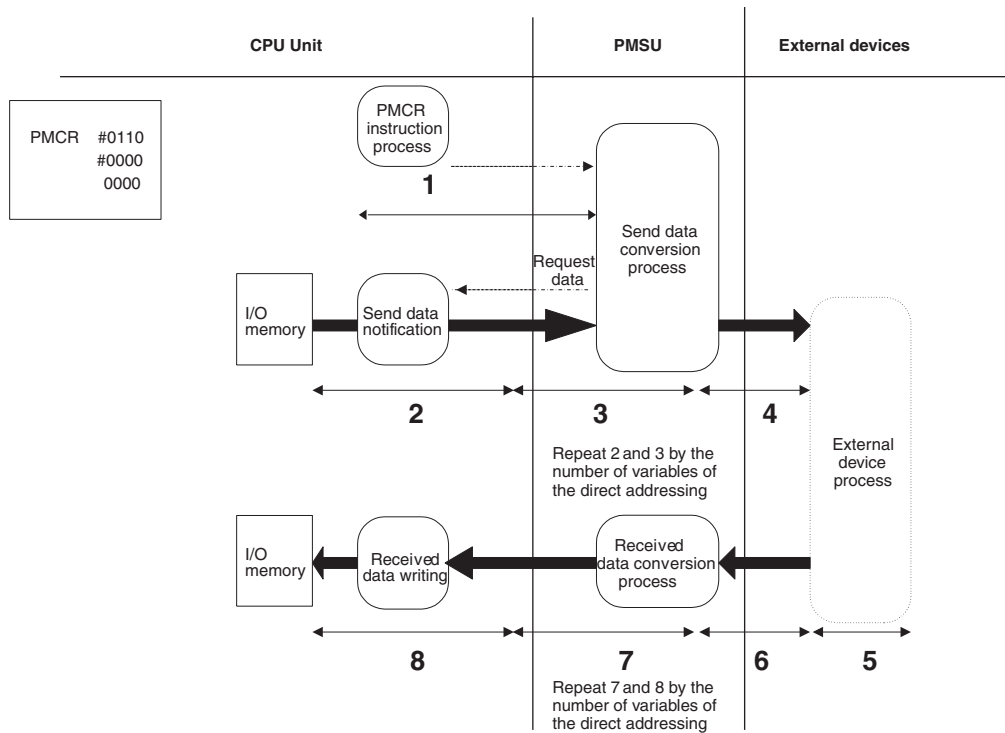 CPU Unit PMSU External devices
PMCR #0110
#0000
0000
PMCR
instruction
process
1
Send data
conversion
process
Request
data
I/O
memory
Send data
notification
2 3 4
External
device
process
Repeat 2 and 3 by the
number of variables of
the direct addressing
I/O
memory
Received
data writing
Received
data conversion
process
8 7 6 5
Repeat 7 and 8 by the
number of variables of
the direct addressing